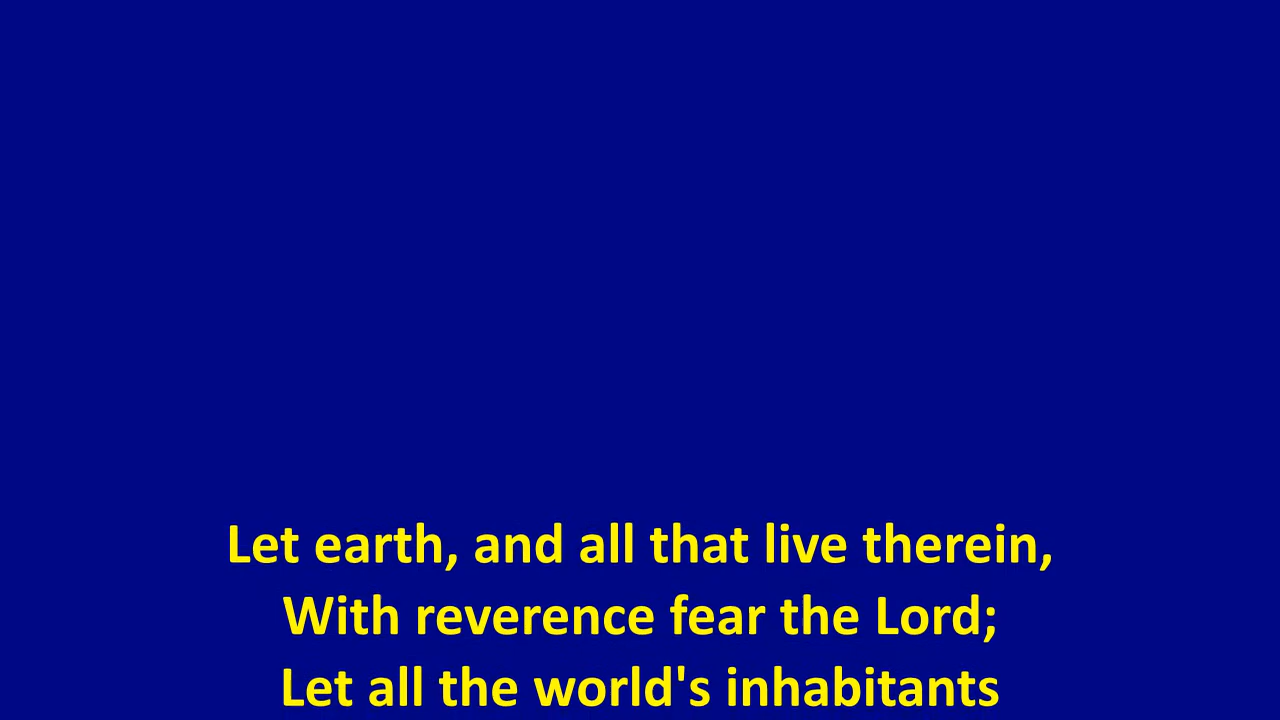 Let earth, and all that live therein,
With reverence fear the Lord;
Let all the world's inhabitants